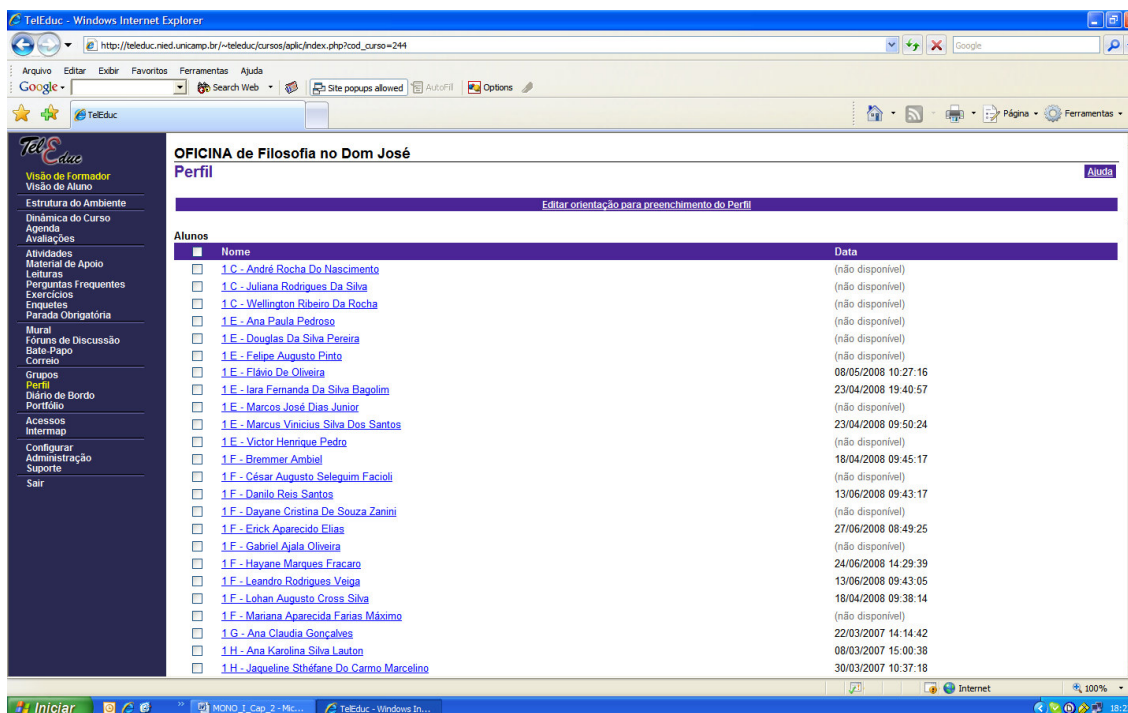 TelEduc - Windows Internet Explorer
http://teleduc.nied.unicamp.br/~teleduc/cursos/aplic/index.php?cod_curso=244
Google
Arquivo Editar Exibir Favoritos Ferramentas Ajuda
Google Search Web Site popups allowed AutoFill Options
TelEduc Página Ferramentas
TelEduc
Visão de Formador
Visão de Aluno
Estrutura do Ambiente
Dinâmica do Curso
Agenda
Avaliações
Atividades
Material de Apoio
Leituras
Perguntas Frequentes
Exercícios
Enquetes
Parada Obrigatória
Mural
Fóruns de Discussão
Bate-Papo
Correio
Grupos
Perfil
Diário de Bordo
Portfólio
Acessos
Intermap
Configurar
Administração
Suporte
Sair
OFICINA de Filosofia no Dom José
Perfil Ajuda
Editar orientação para preenchimento do Perfil
Alunos
Nome Data
1 C - André Rocha Do Nascimento (não disponível)
1 C - Juliana Rodrigues Da Silva (não disponível)
1 C - Wellington Ribeiro Da Rocha (não disponível)
1 E - Ana Paula Pedroso (não disponível)
1 E - Douglas Da Silva Pereira (não disponível)
1 E - Felipe Augusto Pinto (não disponível)
1 E - Flávio De Oliveira 08/05/2008 10:27:16
1 E - Iara Fernanda Da Silva Bagolim 23/04/2008 19:40:57
1 E - Marcos José Dias Junior (não disponível)
1 E - Marcus Vinicius Silva Dos Santos 23/04/2008 09:50:24
1 E - Victor Henrique Pedro (não disponível)
1 F - Bremmer Ambiel 18/04/2008 09:45:17
1 F - César Augusto Seleguim Facioli (não disponível)
1 F - Danilo Reis Santos 13/06/2008 09:43:17
1 F - Dayane Cristina De Souza Zanini (não disponível)
1 F - Erick Aparecido Elias 27/06/2008 08:49:25
1 F - Gabriel Ajala Oliveira (não disponível)
1 F - Hayane Marques Fracaro 24/06/2008 14:29:39
1 F - Leandro Rodrigues Veiga 13/06/2008 09:43:05
1 F - Lohan Augusto Cross Silva 18/04/2008 09:38:14
1 F - Mariana Aparecida Farias Máximo (não disponível)
1 G - Ana Claudia Gonçalves 22/03/2007 14:14:42
1 H - Ana Karolina Silva Lauton 08/03/2007 15:00:38
1 H - Jaqueline Sthéfane Do Carmo Marcelino 30/03/2007 10:37:18
Internet 100%
Iniciar MONO_I_Cap_2 - Mic... TelEduc - Windows In...